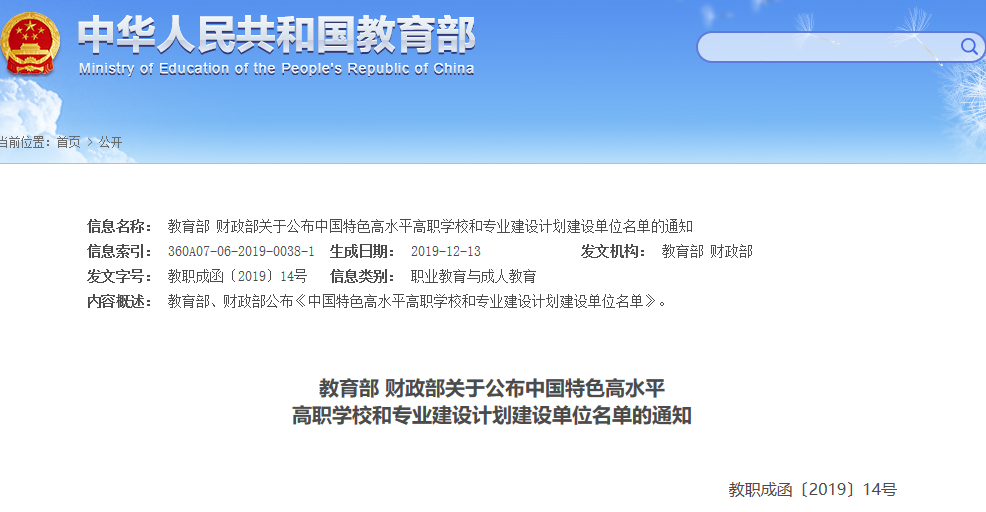 中华人民共和国教育部
Ministry of Education of the People's Republic of China
当前位置：首页 > 公开
信息名称： 教育部 财政部关于公布中国特色高水平高职学校和专业建设计划建设单位名单的通知
信息索引： 360A07-06-2019-0038-1 生成日期： 2019-12-13 发文机构： 教育部 财政部
发文字号： 教职成函〔2019〕14号 信息类别： 职业教育与成人教育
内容概述： 教育部、财政部公布《中国特色高水平高职学校和专业建设计划建设单位名单》。
教育部 财政部关于公布中国特色高水平
高职学校和专业建设计划建设单位名单的通知
教职成函〔2019〕14号